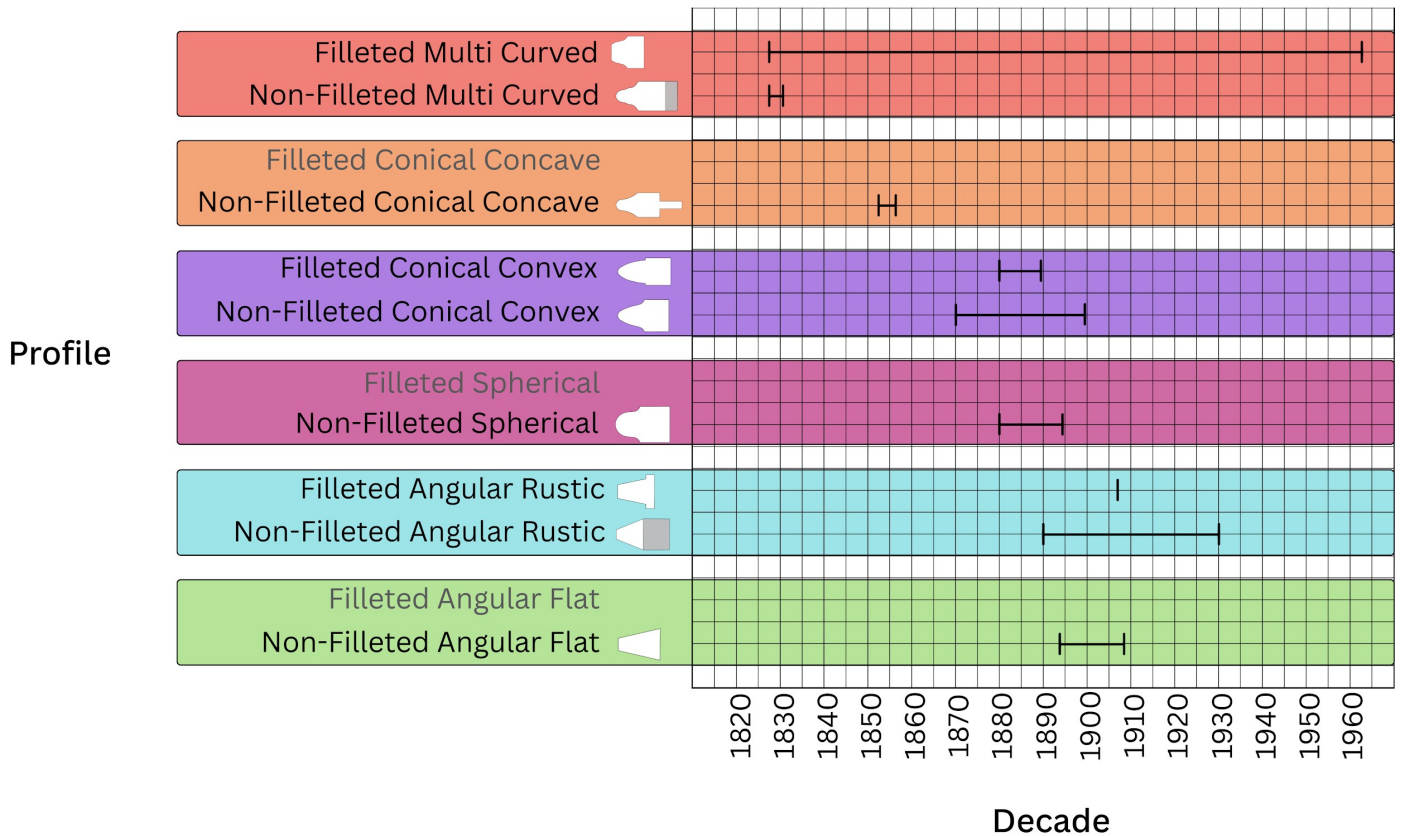 Filleted Multi Curved
Non-Filleted Multi Curved
Filleted Conical Concave
Non-Filleted Conical Concave
Filleted Conical Convex
Non-Filleted Conical Convex
Profile
Filleted Spherical
Non-Filleted Spherical
Filleted Angular Rustic
Non-Filleted Angular Rustic
Filleted Angular Flat
Non-Filleted Angular Flat
1820 1830 1840 1850 1860 1870 1880 1890 1900 1910 1920 1930 1940 1950 1960
Decade